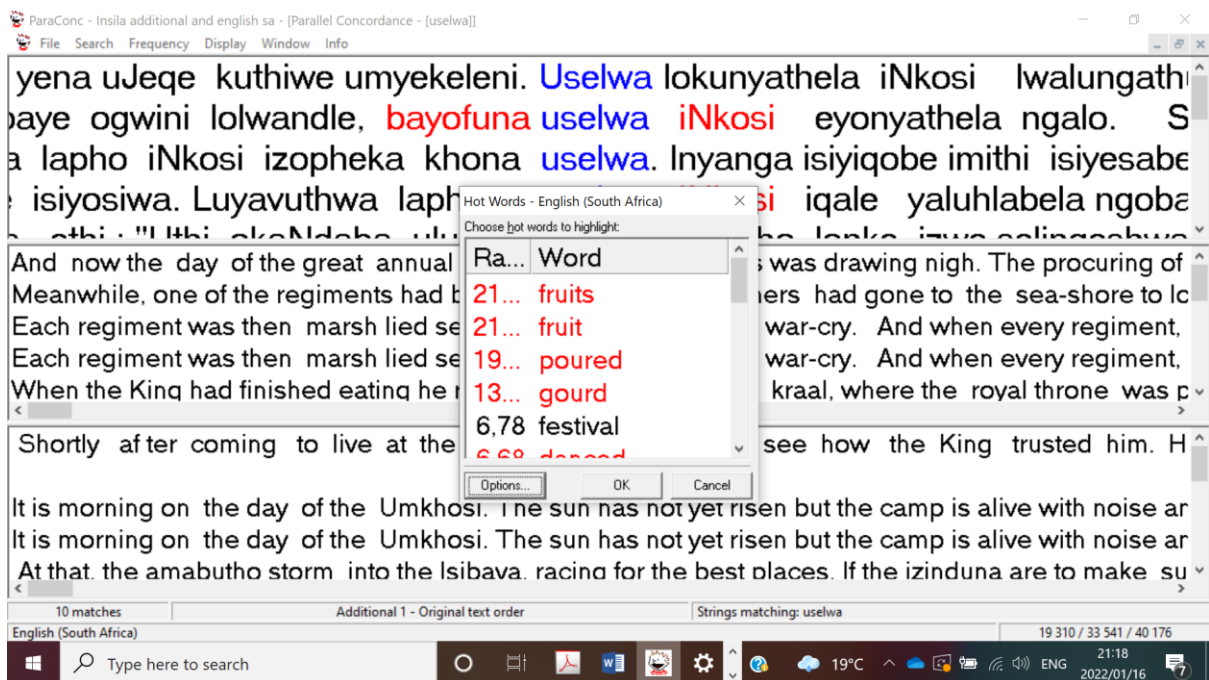 ParaConc - Insila additional and english sa - [Parallel Concordance - [uselwa]]
File Search Frequency Display Window Info
yena uJeqe kuthiwe umyekeleni. Uselwa lokunyathela iNkosi lwalungath
baye ogwini lolwandle, bayofuna uselwa iNkosi eyonyathela ngalo. S
a lapho iNkosi izopheka khona uselwa. Inyanga isiyiqobe imithi isiyesabe
isiyosiwa. Luyavuthwa laph si iqale yaluhlabela ngoba
And now the day of the great annual s was drawing nigh. The procuring of
Meanwhile, one of the regiments had b ers had gone to the sea-shore to lo
Each regiment was then marsh lied se war-cry. And when every regiment,
Each regiment was then marsh lied se war-cry. And when every regiment,
When the King had finished eating he r kraal, where the royal throne was p
Hot Words - English (South Africa)
Choose hot words to highlight:
Ra... Word
21... fruits
21... fruit
19... poured
13... gourd
6,78 festival
6,68 danced
Options... OK Cancel
Shortly af ter coming to live at the see how the King trusted him. H
It is morning on the day of the Umkhosi. The sun has not yet risen but the camp is alive with noise ar
It is morning on the day of the Umkhosi. The sun has not yet risen but the camp is alive with noise ar
At that, the amabutho storm into the Isibaya, racing for the best places. If the izinduna are to make su
10 matches Additional 1 - Original text order Strings matching: uselwa
English (South Africa) 19 310 / 33 541 / 40 176
Type here to search 19°C ENG 21:18
2022/01/16 7